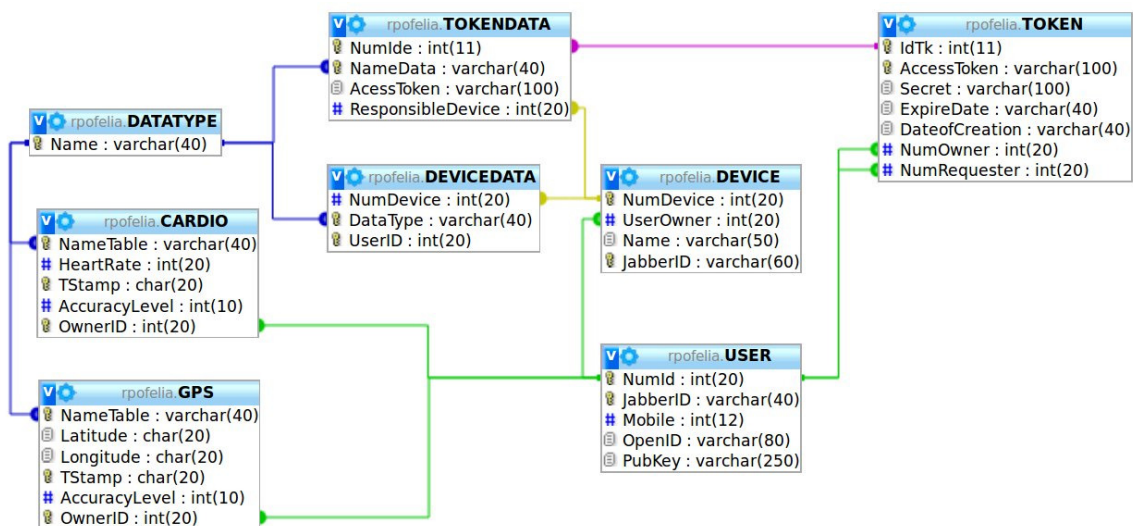 rpofelia.TOKENDATA
NumIde : int(11)
NameData : varchar(40)
AcessToken : varchar(100)
ResponsibleDevice : int(20)
rpofelia.TOKEN
IdTk : int(11)
AccessToken : varchar(100)
Secret : varchar(100)
ExpireDate : varchar(40)
DateofCreation : varchar(40)
# NumOwner : int(20)
# NumRequester : int(20)
rpofelia.DATATYPE
Name : varchar(40)
rpofelia.DEVICEDATA
# NumDevice : int(20)
DataType : varchar(40)
UserID : int(20)
rpofelia.DEVICE
NumDevice : int(20)
# UserOwner : int(20)
Name : varchar(50)
JabberID : varchar(60)
rpofelia.CARDIO
NameTable : varchar(40)
# HeartRate : int(20)
TStamp : char(20)
# AccuracyLevel : int(10)
OwnerID : int(20)
rpofelia.USER
NumId : int(20)
JabberID : varchar(40)
# Mobile : int(12)
OpenID : varchar(80)
PubKey : varchar(250)
rpofelia.GPS
NameTable : varchar(40)
Latitude : char(20)
Longitude : char(20)
TStamp : char(20)
# AccuracyLevel : int(10)
OwnerID : int(20)